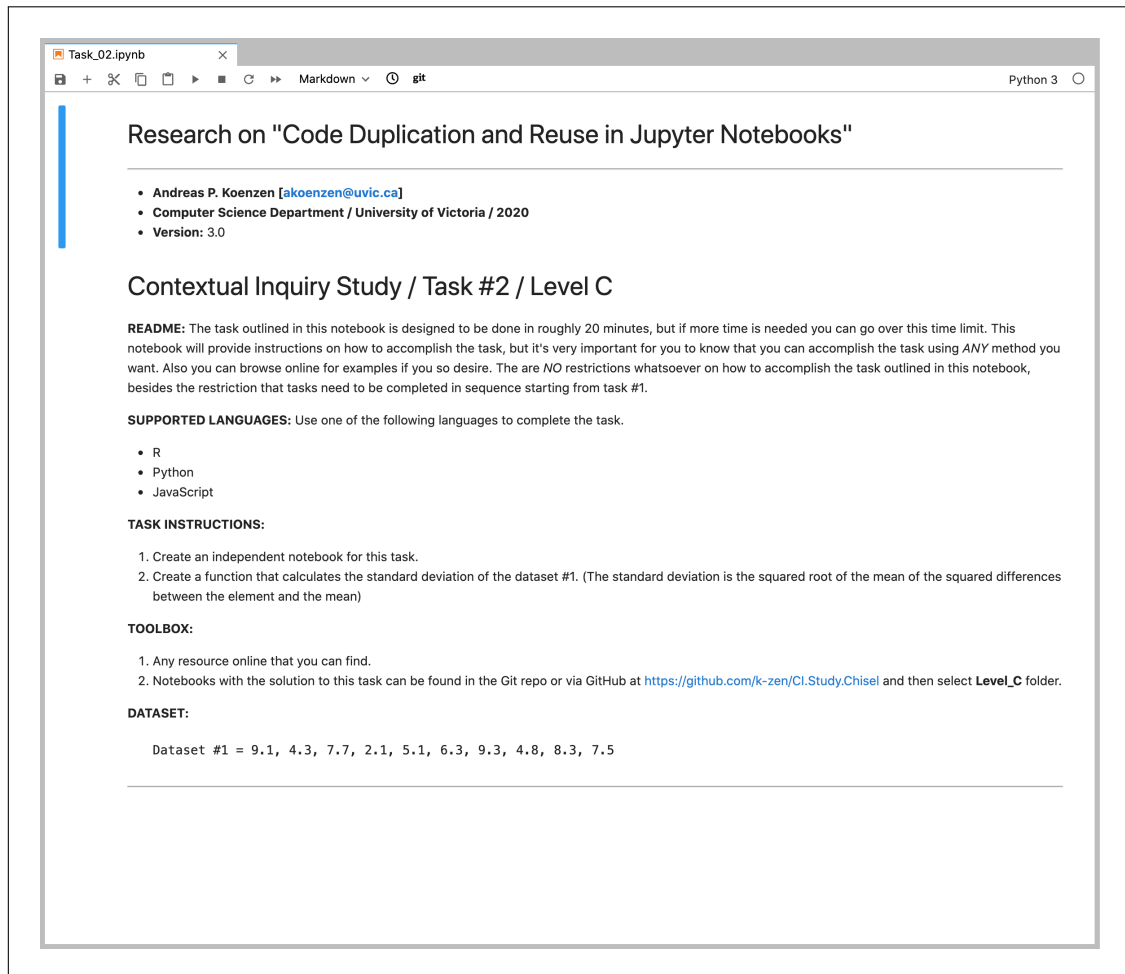 Task_02.ipynb
Markdown git Python 3
Research on "Code Duplication and Reuse in Jupyter Notebooks"
• Andreas P. Koenzen [akoenzen@uvic.ca]
• Computer Science Department / University of Victoria / 2020
• Version: 3.0
Contextual Inquiry Study / Task #2 / Level C
README: The task outlined in this notebook is designed to be done in roughly 20 minutes, but if more time is needed you can go over this time limit. This
notebook will provide instructions on how to accomplish the task, but it's very important for you to know that you can accomplish the task using ANY method you
want. Also you can browse online for examples if you so desire. The are NO restrictions whatsoever on how to accomplish the task outlined in this notebook,
besides the restriction that tasks need to be completed in sequence starting from task #1.
SUPPORTED LANGUAGES: Use one of the following languages to complete the task.
• R
• Python
• JavaScript
TASK INSTRUCTIONS:
1. Create an independent notebook for this task.
2. Create a function that calculates the standard deviation of the dataset #1. (The standard deviation is the squared root of the mean of the squared differences
between the element and the mean)
TOOLBOX:
1. Any resource online that you can find.
2. Notebooks with the solution to this task can be found in the Git repo or via GitHub at https://github.com/k-zen/CI.Study.Chisel and then select Level_C folder.
DATASET:
Dataset #1 = 9.1, 4.3, 7.7, 2.1, 5.1, 6.3, 9.3, 4.8, 8.3, 7.5